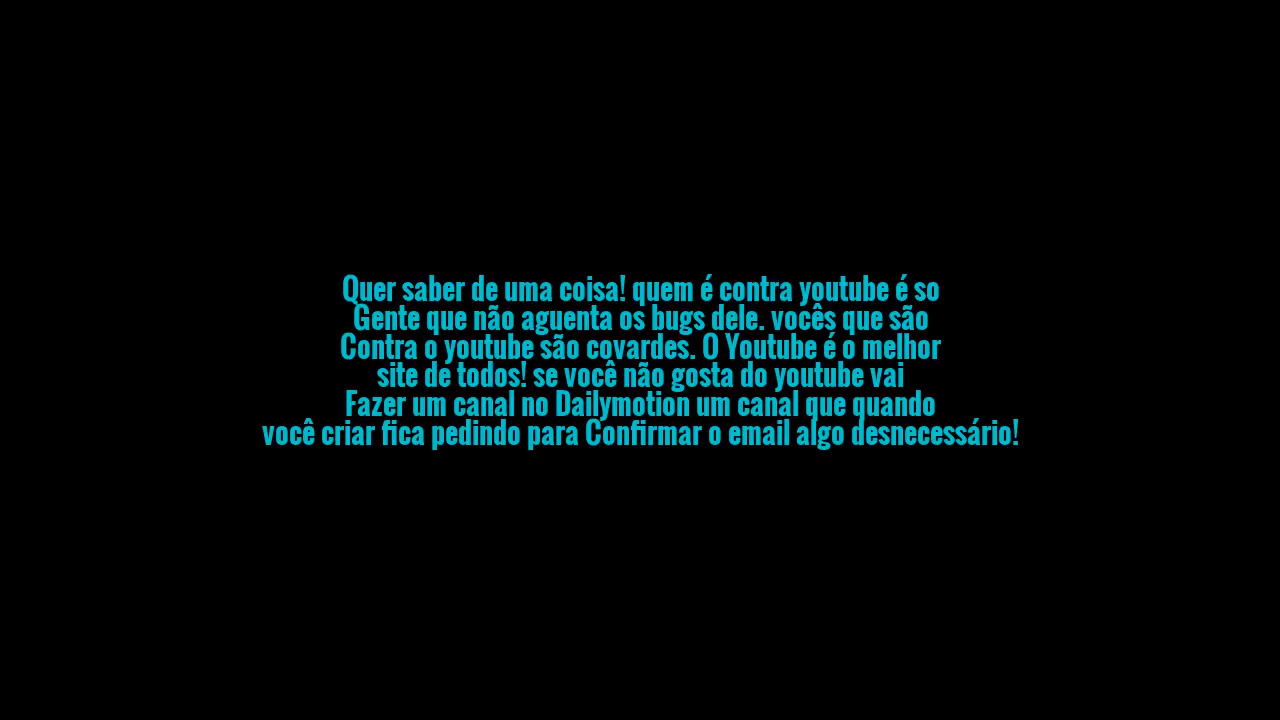 Quer saber de uma coisa! quem é contra youtube é so
Gente que não aguenta os bugs dele. vocês que são
Contra o youtube são covardes. O Youtube é o melhor
site de todos! se você não gosta do youtube vai
Fazer um canal no Dailymotion um canal que quando
você criar fica pedindo para Confirmar o email algo desnecessário!